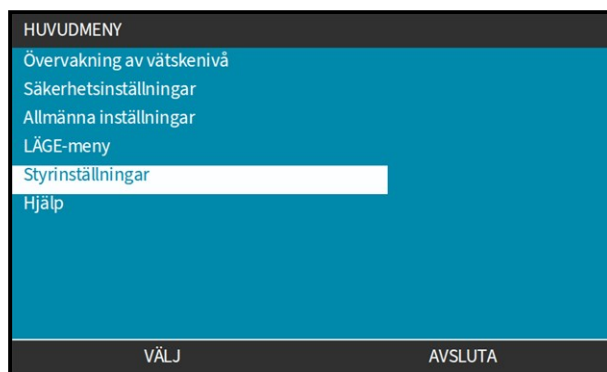 HUVUDMENY
Övervakning av vätskenivå
Säkerhetsinställningar
Allmänna inställningar
LÄGE-meny
Styrinställningar
Hjälp
VÄLJ AVSLUTA